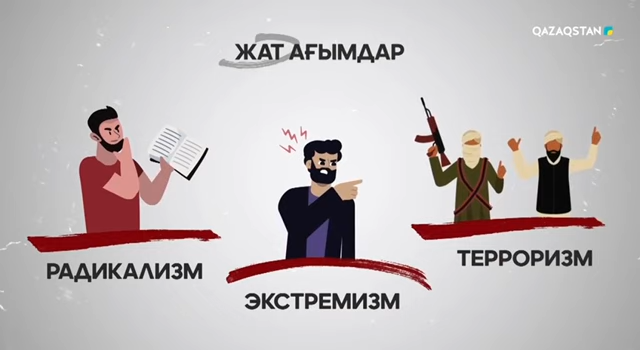 QAZAQSTAN
ЖАТ АҒЫМДАР
РАДИКАЛИЗМ
ЭКСТРЕМИЗМ
ТЕРРОРИЗМ